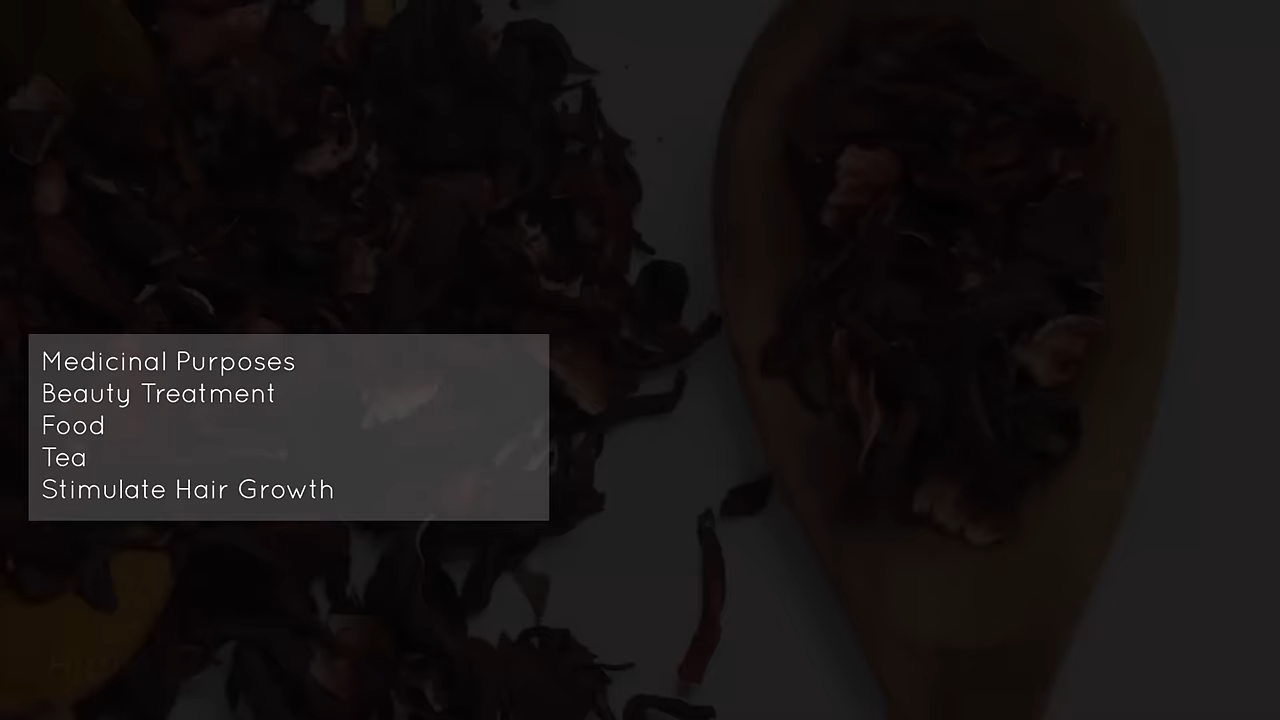 Medicinal Purposes
Beauty Treatment
Food
Tea
Stimulate Hair Growth